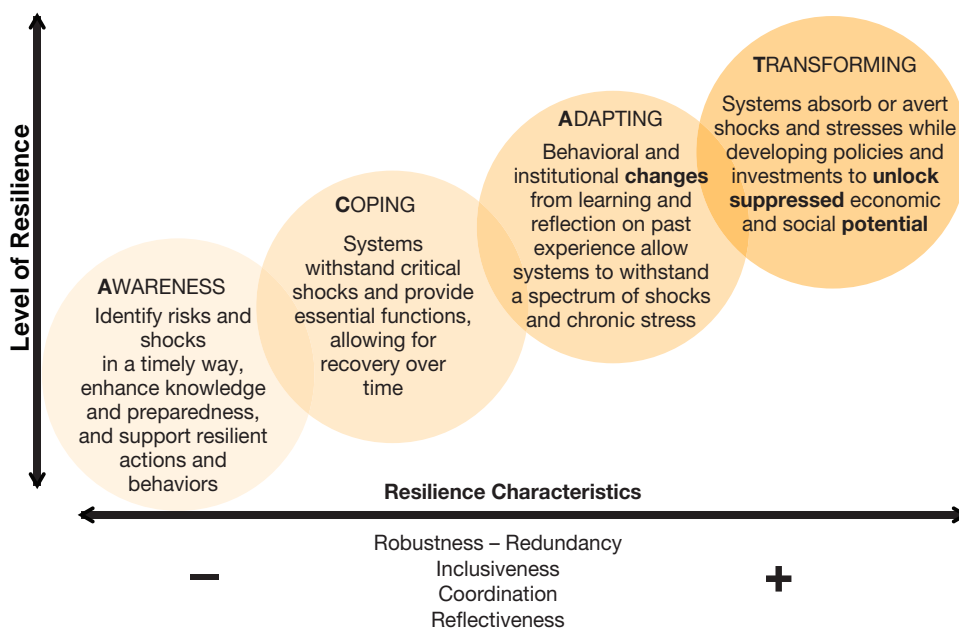 TRANSFORMING
Systems absorb or avert
shocks and stresses while
developing policies and
investments to unlock
suppressed economic
and social potential
ADAPTING
Behavioral and
institutional changes
from learning and
reflection on past
experience allow
systems to withstand
a spectrum of shocks
and chronic stress
COPING
Systems
withstand critical
shocks and provide
essential functions,
allowing for
recovery over
time
AWARENESS
Identify risks and
shocks
in a timely way,
enhance knowledge
and preparedness,
and support resilient
actions and
behaviors
Level of Resilience
Resilience Characteristics
Robustness – Redundancy
Inclusiveness
Coordination
Reflectiveness
–
+